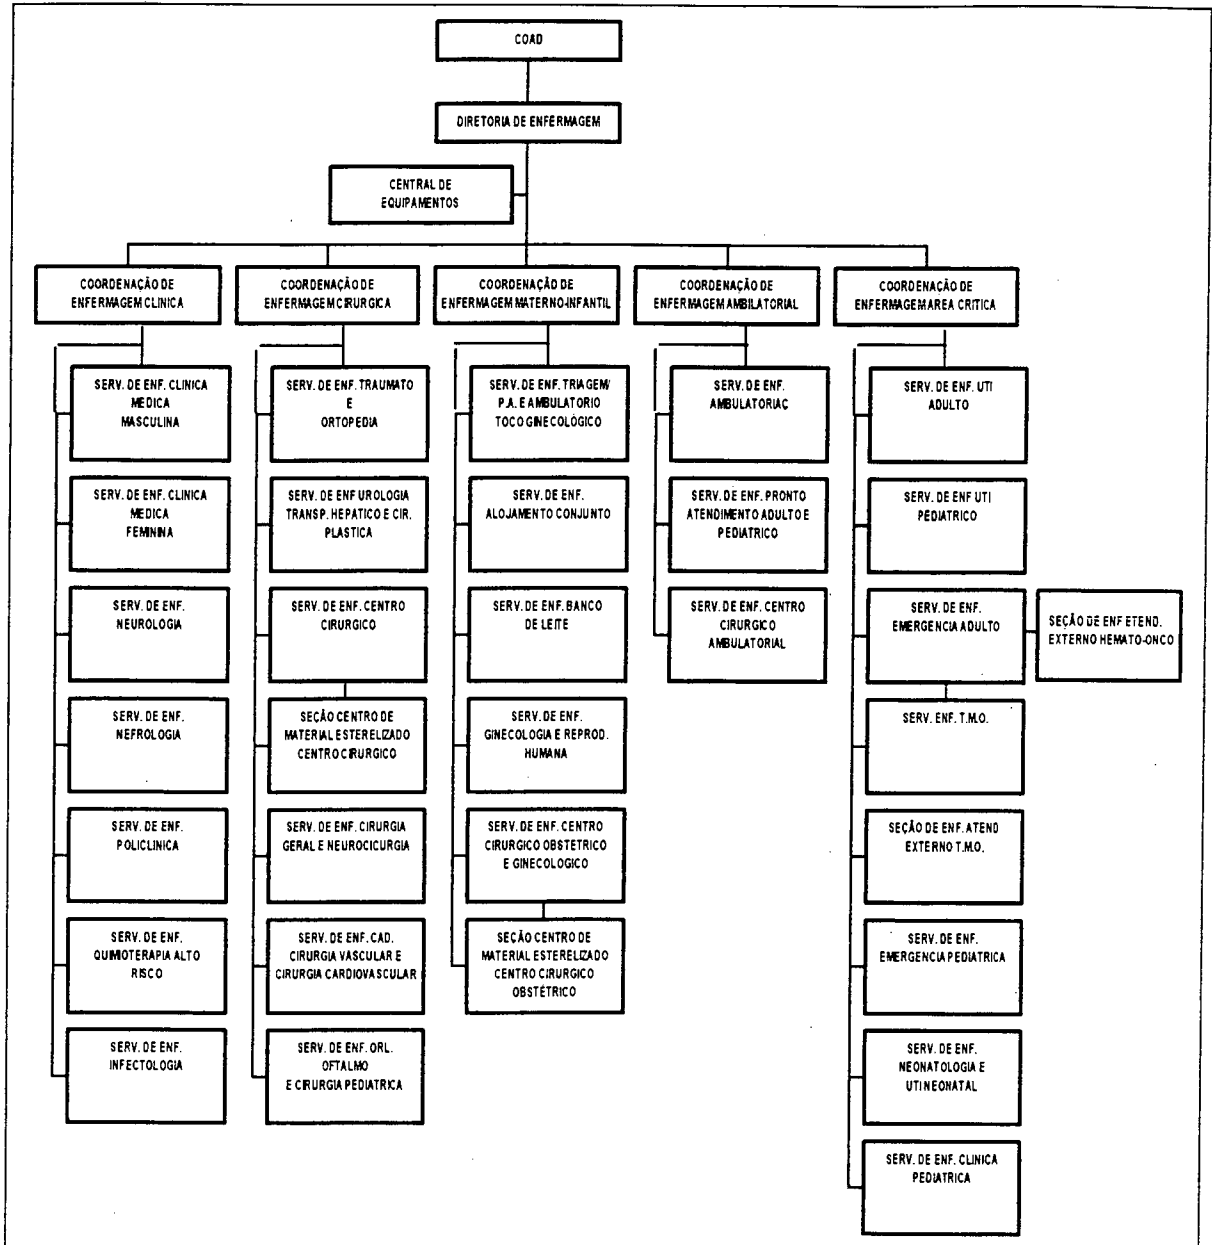 COAD
DIRETORIA DE ENFERMAGEM
CENTRAL DE
EQUIPAMENTOS
COORDENAÇÃO DE
ENFERMAGEM CLINICA
COORDENAÇÃO DE
ENFERMAGEM CIRURGICA
COORDENAÇÃO DE
ENFERMAGEM MATERNO-INFANTIL
COORDENAÇÃO DE
ENFERMAGEM AMBILATORIAL
COORDENAÇÃO DE
ENFERMAGEM AREA CRITICA
SERV. DE ENF. CLINICA
MEDICA
MASCULINA
SERV. DE ENF. CLINICA
MEDICA
FEMININA
SERV. DE ENF.
NEUROLOGIA
SERV. DE ENF.
NEFROLOGIA
SERV. DE ENF.
POLICLINICA
SERV. DE ENF.
QUIMIOTERAPIA ALTO
RISCO
SERV. DE ENF.
INFECTOLOGIA
SERV. DE ENF. TRAUMATO
E
ORTOPEDIA
SERV. DE ENF UROLOGIA
TRANSP. HEPATICO E CIR.
PLASTICA
SERV. DE ENF. CENTRO
CIRURGICO
SEÇÃO CENTRO DE
MATERIAL ESTERELIZADO
CENTRO CIRURGICO
SERV. DE ENF. CIRURGIA
GERAL E NEUROCICURGIA
SERV. DE ENF. CAD.
CIRURGIA VASCULAR E
CIRURGIA CARDIOVASCULAR
SERV. DE ENF. ORL.
OFTALMO
E CIRURGIA PEDIATRICA
SERV. DE ENF. TRIAGEM/
P.A. E AMBULATORIO
TOCO GINECOLÓGICO
SERV. DE ENF.
ALOJAMENTO CONJUNTO
SERV. DE ENF. BANCO
DE LEITE
SERV. DE ENF.
GINECOLOGIA E REPROD.
HUMANA
SERV. DE ENF. CENTRO
CIRURGICO OBSTETRICO
E GINECOLOGICO
SEÇÃO CENTRO DE
MATERIAL ESTERELIZADO
CENTRO CIRURGICO
OBSTÉTRICO
SERV. DE ENF.
AMBULATORIAÇ
SERV. DE ENF. PRONTO
ATENDIMENTO ADULTO E
PEDIATRICO
SERV. DE ENF. CENTRO
CIRURGICO
AMBULATORIAL
SERV. DE ENF. UTI
ADULTO
SERV. DE ENF UTI
PEDIATRICO
SERV. DE ENF.
EMERGENCIA ADULTO
SEÇÃO DE ENF ETEND.
EXTERNO HEMATO-ONCO
SERV. ENF. T.M.O.
SEÇÃO DE ENF. ATEND
EXTERNO T.M.O.
SERV. DE ENF.
EMERGENCIA PEDIATRICA
SERV. DE ENF.
NEONATOLOGIA E
UTI NEONATAL
SERV. DE ENF. CLINICA
PEDIATRICA